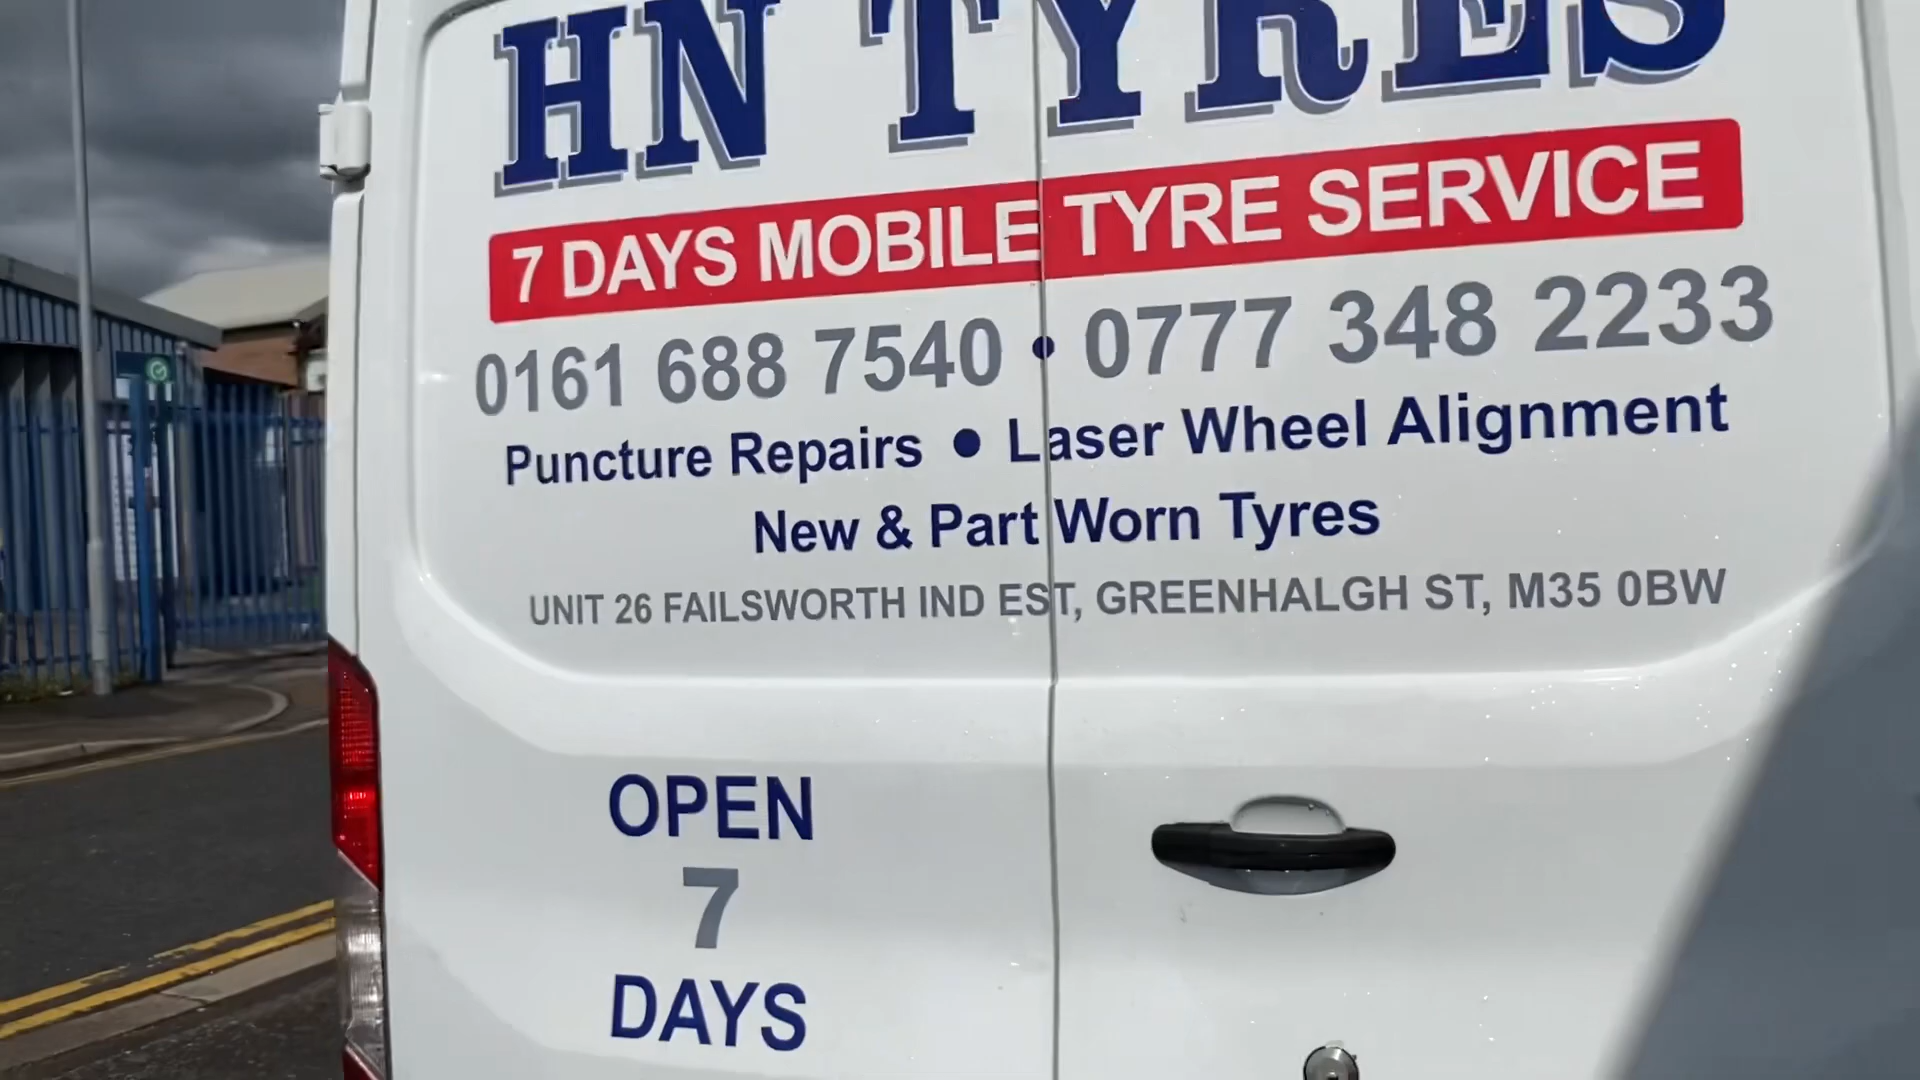 HN TYRES
7 DAYS MOBILE TYRE SERVICE
0161 688 7540 • 0777 348 2233
Puncture Repairs • Laser Wheel Alignment
New & Part Worn Tyres
UNIT 26 FAILSWORTH IND EST, GREENHALGH ST, M35 0BW
OPEN
7
DAYS